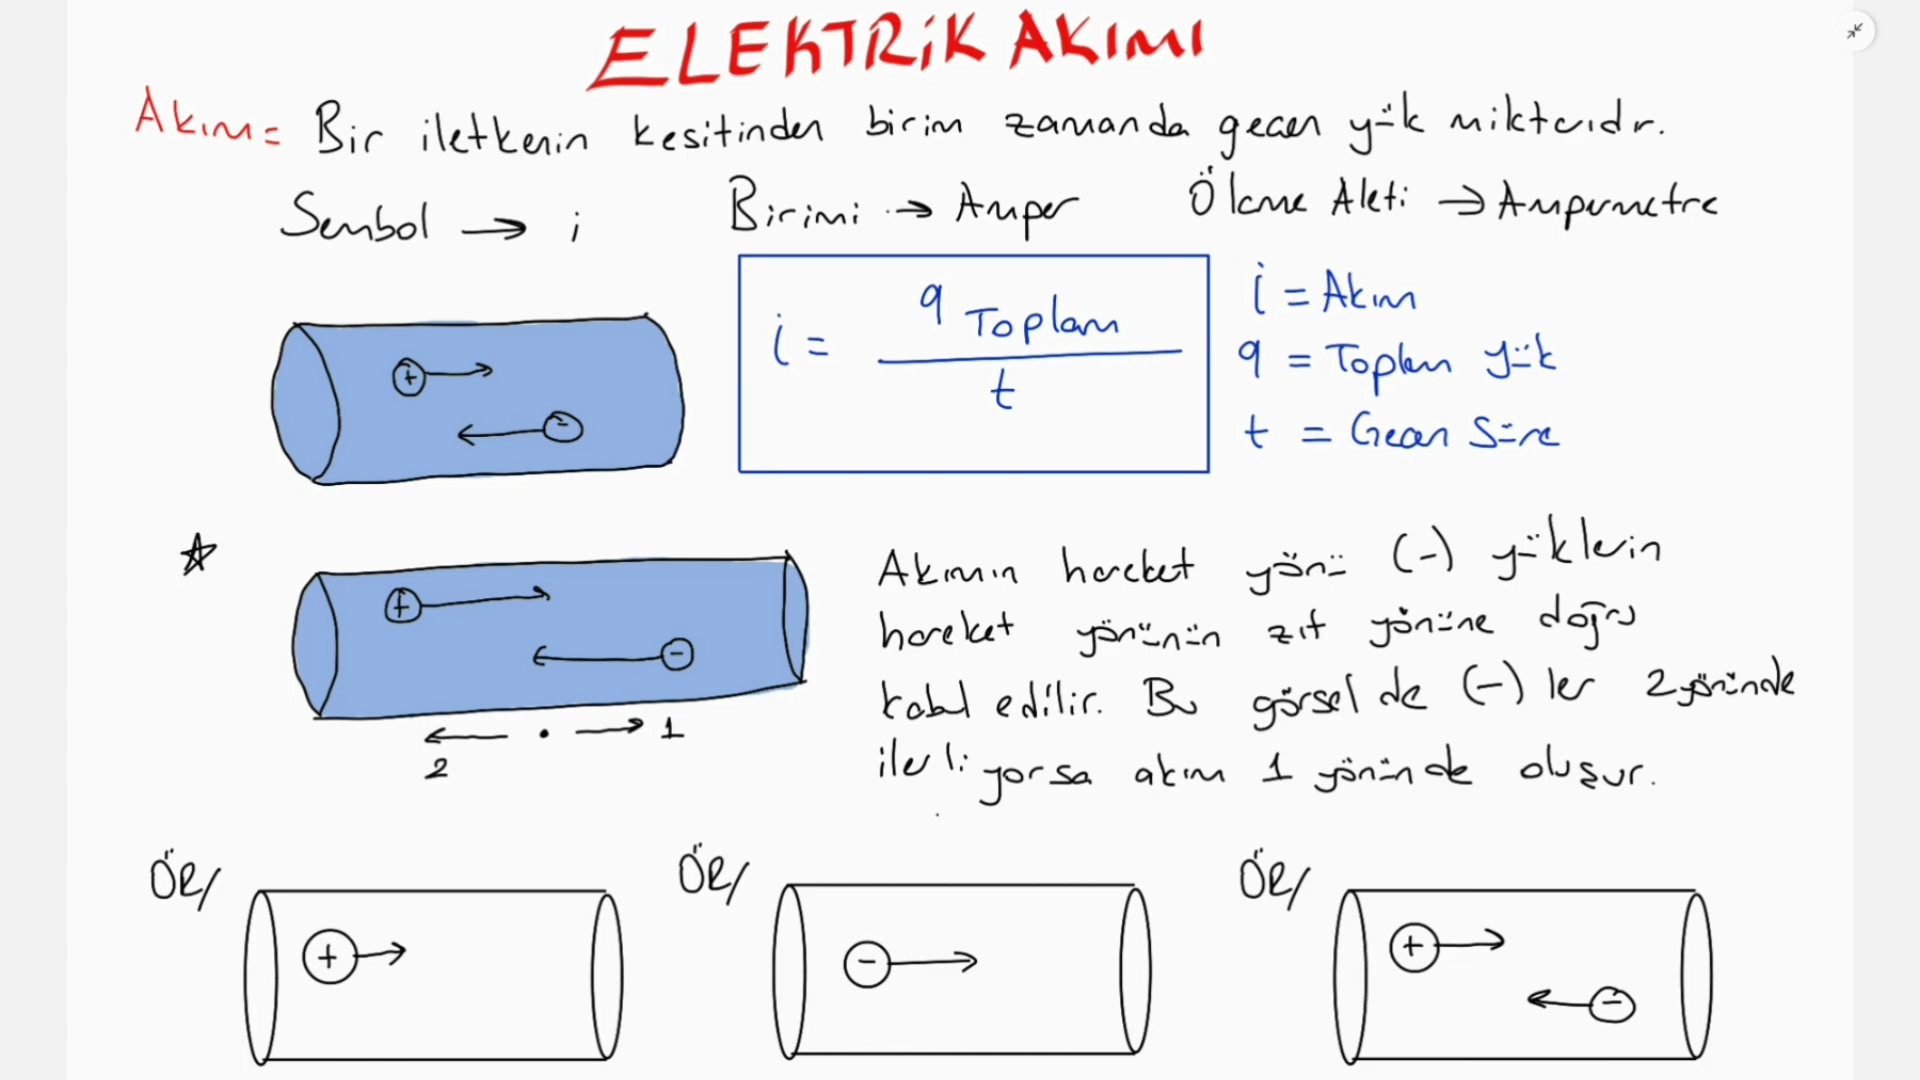 ELEKTRİK AKIMI
Akım = Bir iletkenin kesitinden birim zamanda geçen yük miktarıdır.
Sembol → i
Birimi → Amper
Ölçme Aleti → Ampermetre
i = q Toplam / t
i = Akım
q = Toplam yük
t = Geçen Süre
+
-
+
-
← • → 1
2
Akımın hareket yönü (-) yüklerin
hareket yönünün zıt yönüne doğru
kabul edilir. Bu görsel de (-) ler 2 yönünde
ilerliyorsa akım 1 yönünde oluşur.
ÖR/
+
ÖR/
-
ÖR/
+
-